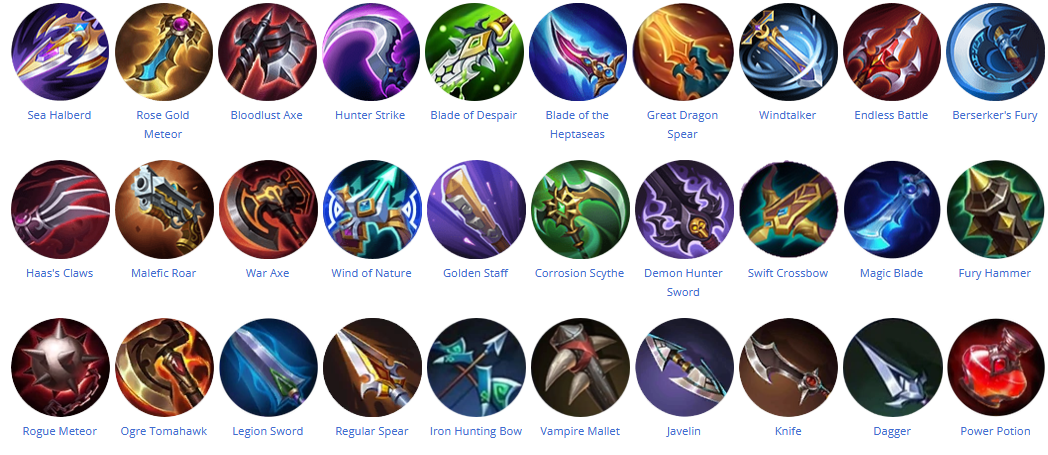 Sea Halberd
Rose Gold
Meteor
Bloodlust Axe
Hunter Strike
Blade of Despair
Blade of the
Heptaseas
Great Dragon
Spear
Windtalker
Endless Battle
Berserker's Fury
Haas's Claws
Malefic Roar
War Axe
Wind of Nature
Golden Staff
Corrosion Scythe
Demon Hunter
Sword
Swift Crossbow
Magic Blade
Fury Hammer
Rogue Meteor
Ogre Tomahawk
Legion Sword
Regular Spear
Iron Hunting Bow
Vampire Mallet
Javelin
Knife
Dagger
Power Potion